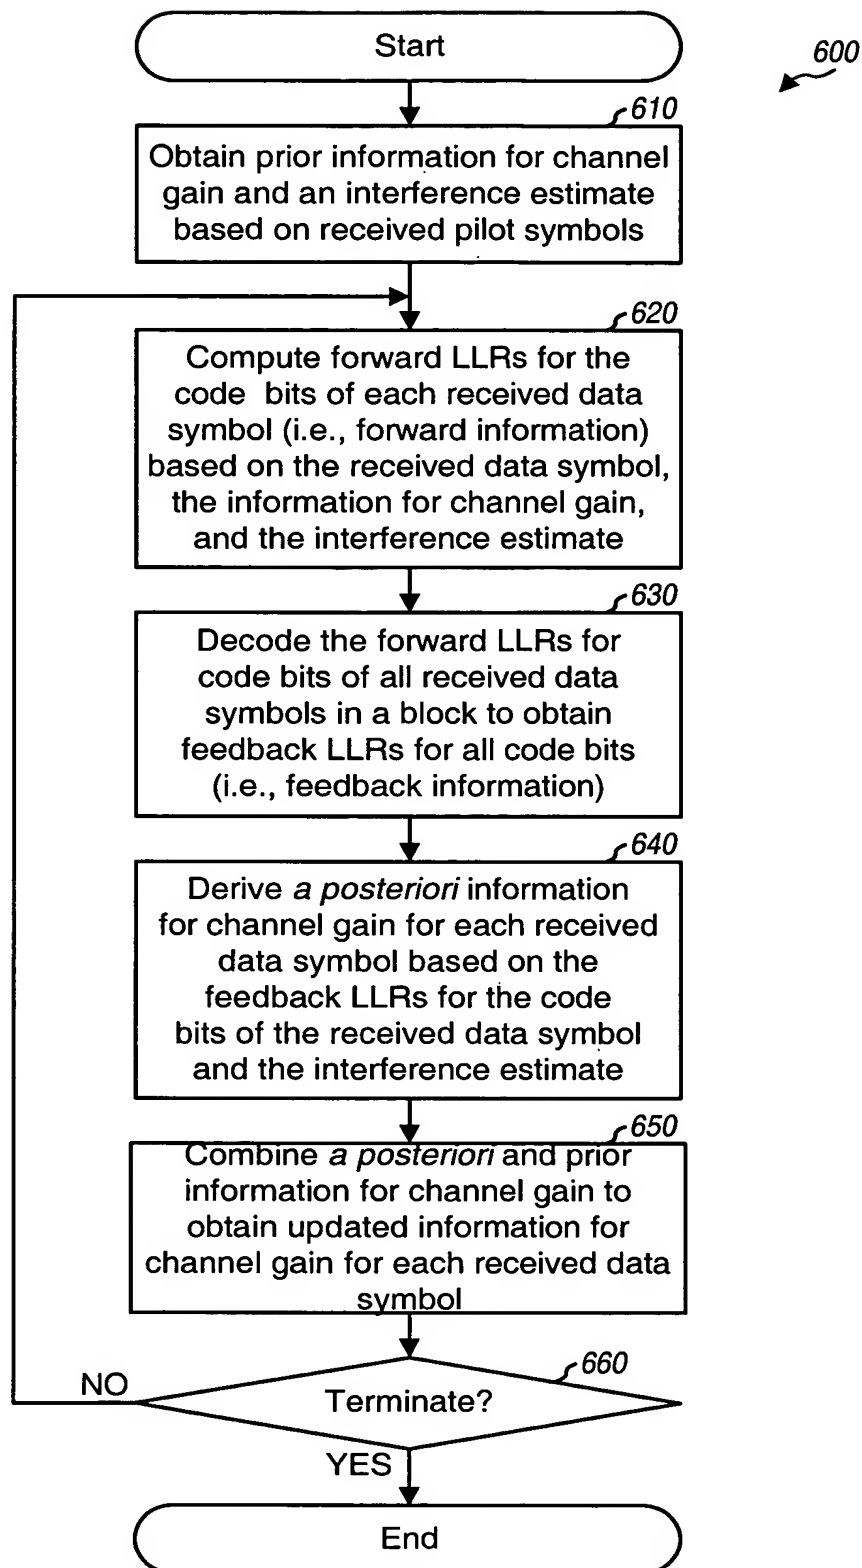 Start
600
610
Obtain prior information for channel
gain and an interference estimate
based on received pilot symbols
620
Compute forward LLRs for the
code bits of each received data
symbol (i.e., forward information)
based on the received data symbol,
the information for channel gain,
and the interference estimate
630
Decode the forward LLRs for
code bits of all received data
symbols in a block to obtain
feedback LLRs for all code bits
(i.e., feedback information)
640
Derive a posteriori information
for channel gain for each received
data symbol based on the
feedback LLRs for the code
bits of the received data symbol
and the interference estimate
650
Combine a posteriori and prior
information for channel gain to
obtain updated information for
channel gain for each received data
symbol
660
NO
Terminate?
YES
End